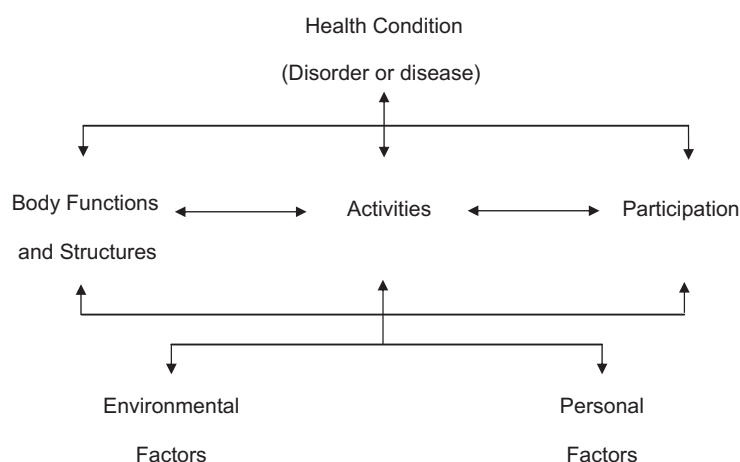 Health Condition
(Disorder or disease)
Body Functions
and Structures
Activities
Participation
Environmental
Factors
Personal
Factors